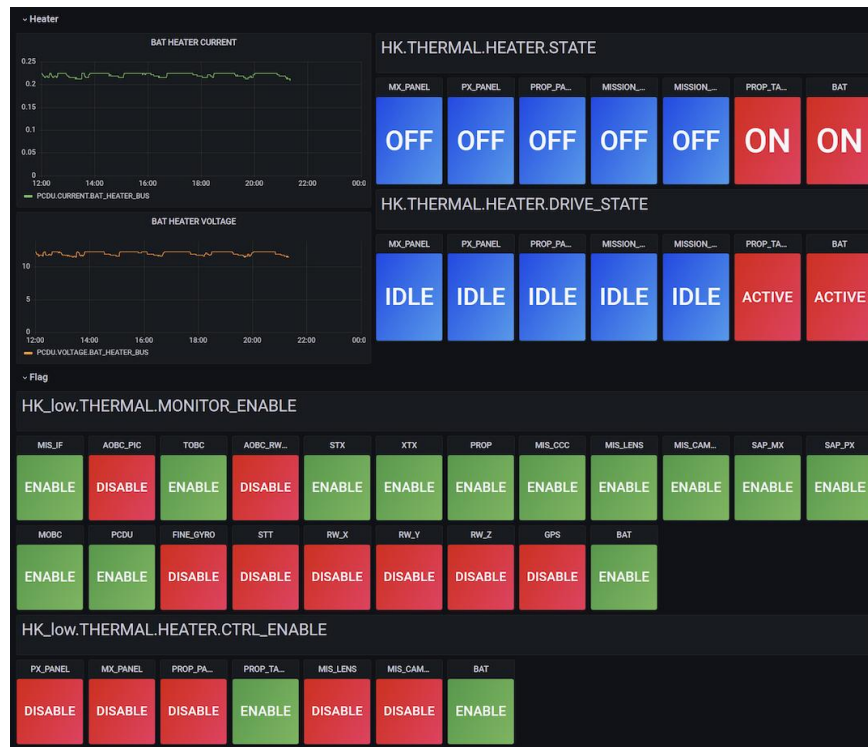 Heater
BAT HEATER CURRENT
0.25
0.2
0.15
0.1
0.05
0
12:00 14:00 16:00 18:00 20:00 22:00 00:0
PCDU.CURRENT.BAT_HEATER_BUS
BAT HEATER VOLTAGE
10
5
0
12:00 14:00 16:00 18:00 20:00 22:00 00:0
PCDU.VOLTAGE.BAT_HEATER_BUS
HK.THERMAL.HEATER.STATE
MX_PANEL PX_PANEL PROP_PA... MISSION_... MISSION_... PROP_TA... BAT
OFF OFF OFF OFF OFF ON ON
HK.THERMAL.HEATER.DRIVE_STATE
MX_PANEL PX_PANEL PROP_PA... MISSION_... MISSION_... PROP_TA... BAT
IDLE IDLE IDLE IDLE IDLE ACTIVE ACTIVE
Flag
HK_low.THERMAL.MONITOR_ENABLE
MIS_IF AOBC_PIC TOBC AOBC_RW... STX XTX PROP MIS_CCC MIS_LENS MIS_CAM... SAP_MX SAP_PX
ENABLE DISABLE ENABLE DISABLE ENABLE ENABLE ENABLE ENABLE ENABLE ENABLE ENABLE ENABLE
MOBC PCDU FINE_GYRO STT RW_X RW_Y RW_Z GPS BAT
ENABLE ENABLE DISABLE DISABLE DISABLE DISABLE DISABLE DISABLE ENABLE
HK_low.THERMAL.HEATER.CTRL_ENABLE
PX_PANEL MX_PANEL PROP_PA... PROP_TA... MIS_LENS MIS_CAM... BAT
DISABLE DISABLE DISABLE ENABLE DISABLE DISABLE ENABLE